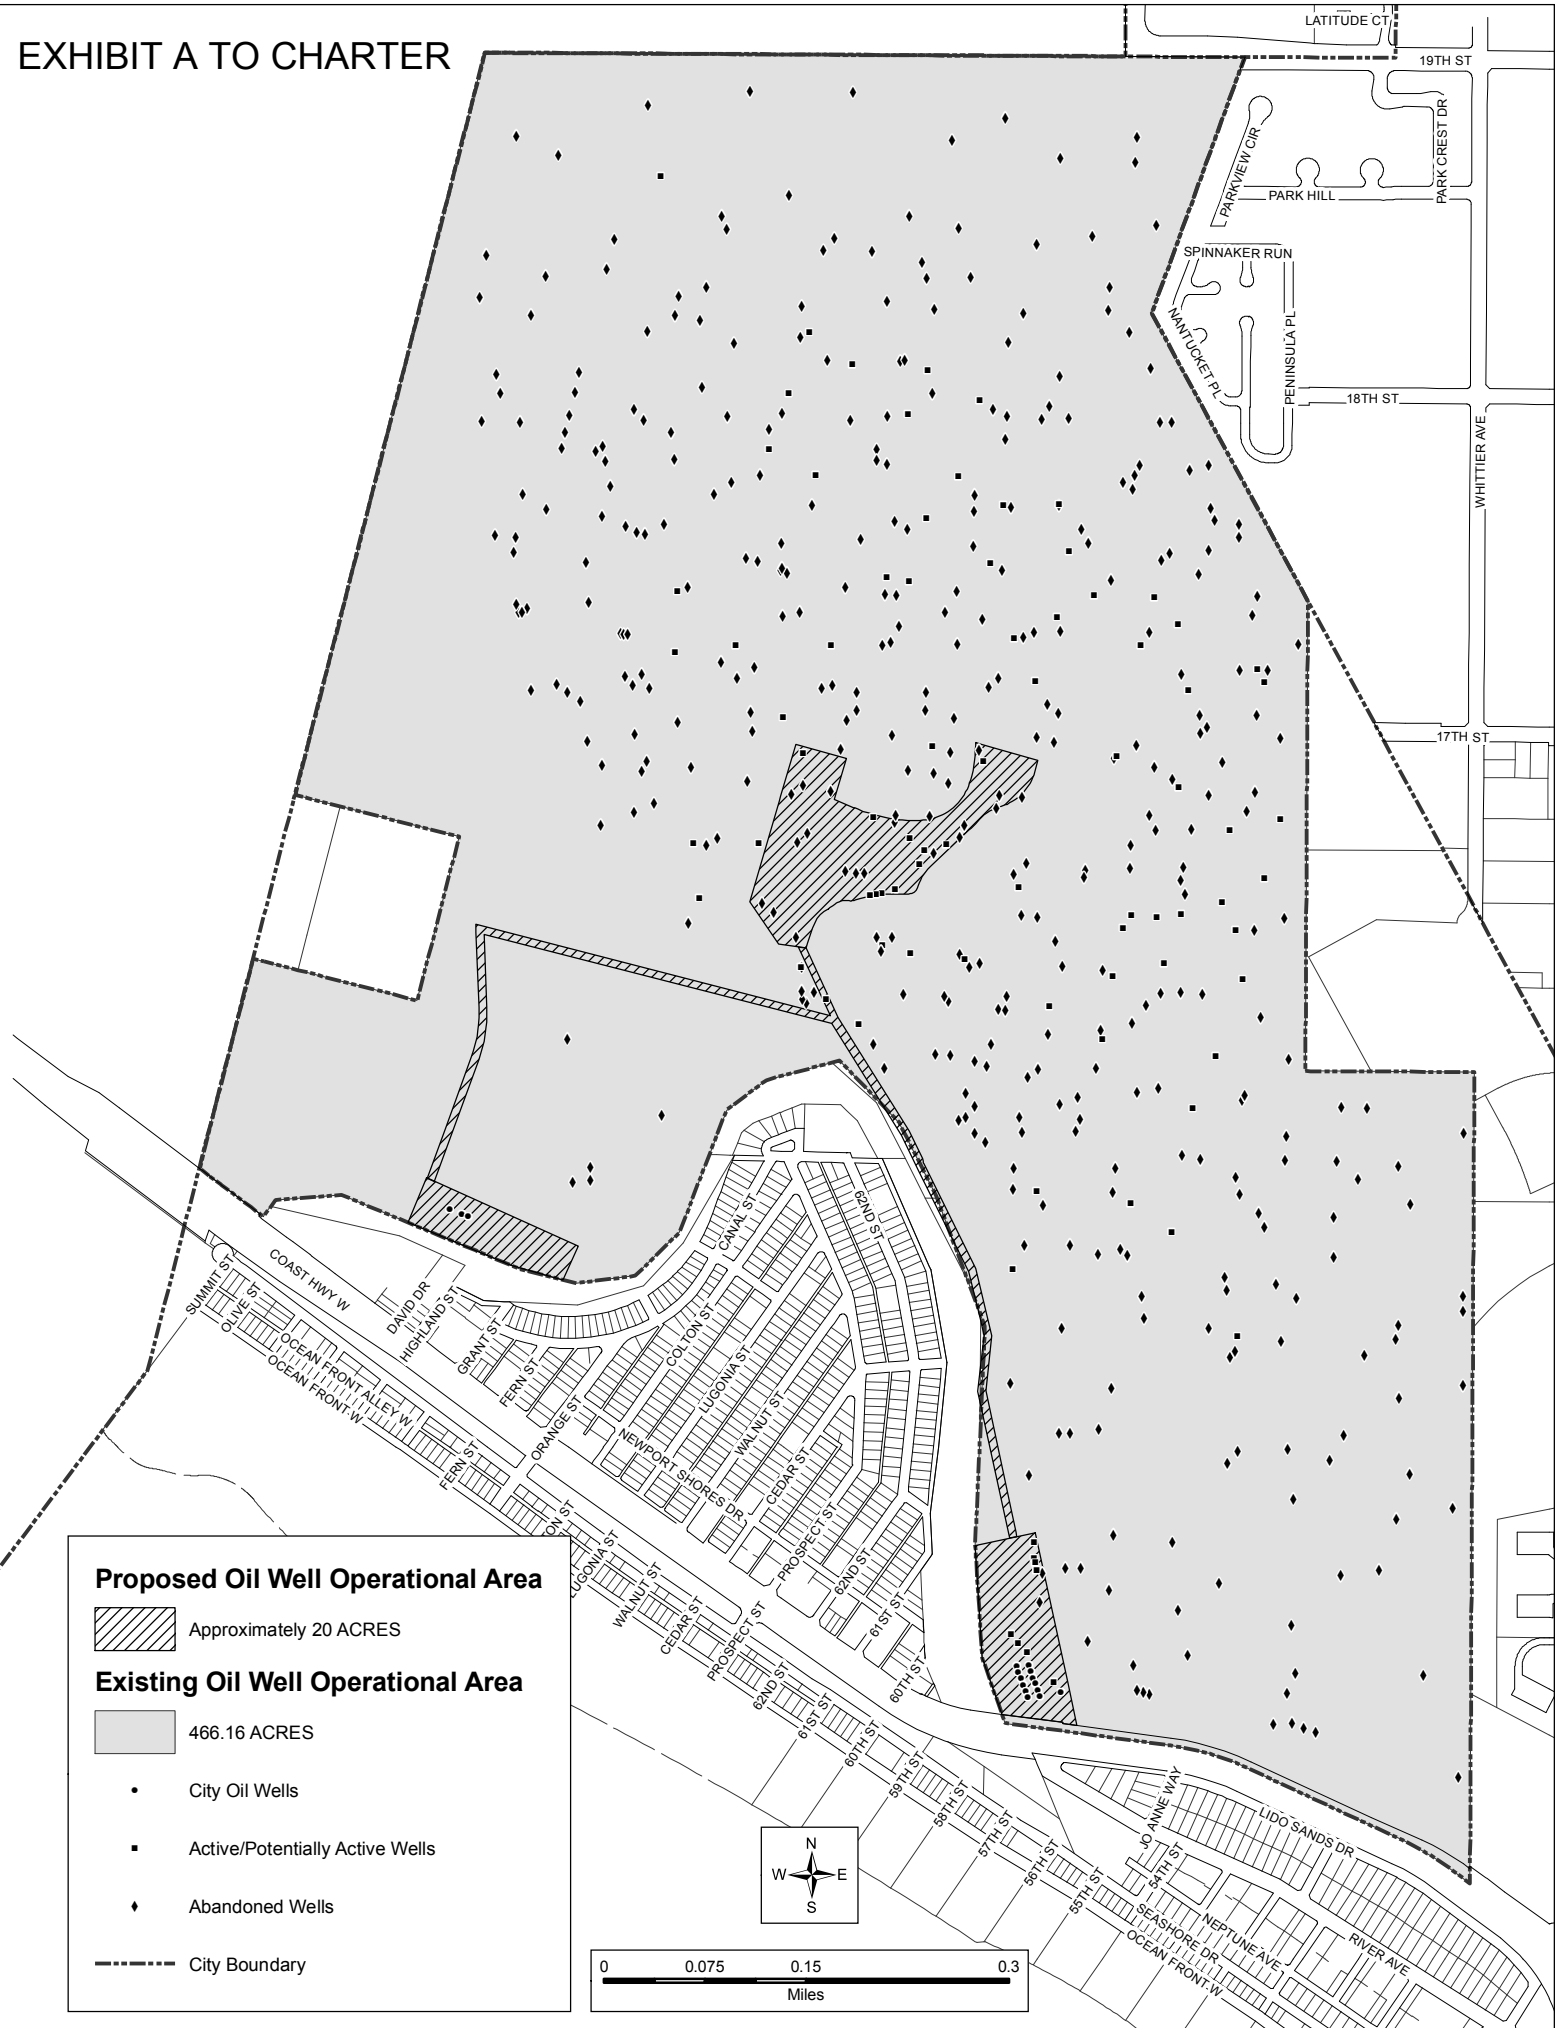 EXHIBIT A TO CHARTER
LATITUDE CT
19TH ST
PARK CREST DR
PARKVIEW CIR
PARK HILL
SPINNAKER RUN
NANTUCKET PL
PENINSULA PL
18TH ST
WHITTIER AVE
17TH ST
62ND ST
CANAL ST
COAST HWY W
SUMMIT ST
OLIVE ST
DAVID DR
HIGHLAND ST
GRANT ST
FERN ST
COLTON ST
LUGONIA ST
WALNUT ST
CEDAR ST
ORANGE ST
OCEAN FRONT ALLEY W
OCEAN FRONT W
NEWPORT SHORES DR
PROSPECT ST
62ND ST
61ST ST
60TH ST
FERN ST
TON ST
LUGONIA ST
WALNUT ST
CEDAR ST
PROSPECT ST
62ND ST
61ST ST
60TH ST
59TH ST
58TH ST
57TH ST
56TH ST
55TH ST
54TH ST
JO ANNE WAY
LIDO SANDS DR
SEASHORE DR
NEPTUNE AVE
RIVER AVE
OCEAN FRONT W
Proposed Oil Well Operational Area
Approximately 20 ACRES
Existing Oil Well Operational Area
466.16 ACRES
City Oil Wells
Active/Potentially Active Wells
Abandoned Wells
City Boundary
N
W E
S
0 0.075 0.15 0.3
Miles